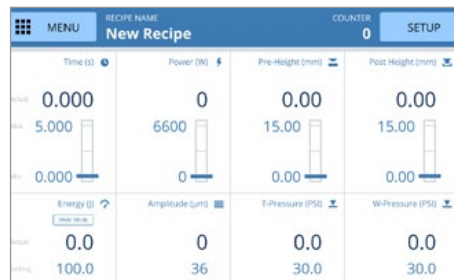 MENU
RECIPE NAME
New Recipe
COUNTER
0
SETUP
Time (s)
Power (W)
Pre-Height (mm)
Post Height (mm)
Actual
0.000
0
0.00
0.00
Max
5.000
6600
15.00
15.00
Min
0.000
0
0.00
0.00
Energy (J)
Amplitude (µm)
T-Pressure (PSI)
W-Pressure (PSI)
Weld Mode
Actual
0.0
0
0.0
0.0
Setting
100.0
36
30.0
30.0